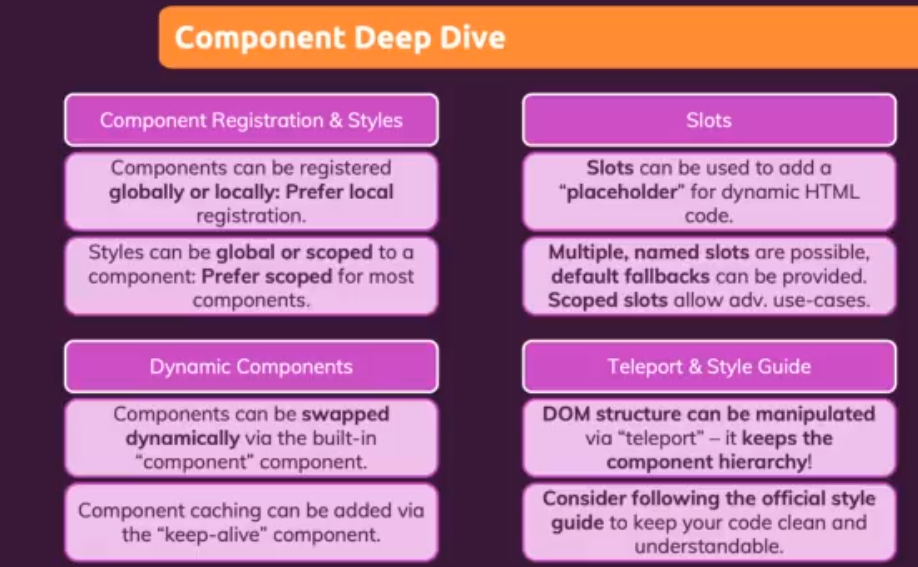 Component Deep Dive
Component Registration & Styles
Components can be registered
globally or locally: Prefer local
registration.
Styles can be global or scoped to a
component: Prefer scoped for most
components.
Slots
Slots can be used to add a
“placeholder” for dynamic HTML
code.
Multiple, named slots are possible,
default fallbacks can be provided.
Scoped slots allow adv. use-cases.
Dynamic Components
Components can be swapped
dynamically via the built-in
“component” component.
Component caching can be added via
the “keep-alive” component.
Teleport & Style Guide
DOM structure can be manipulated
via “teleport” – it keeps the
component hierarchy!
Consider following the official style
guide to keep your code clean and
understandable.